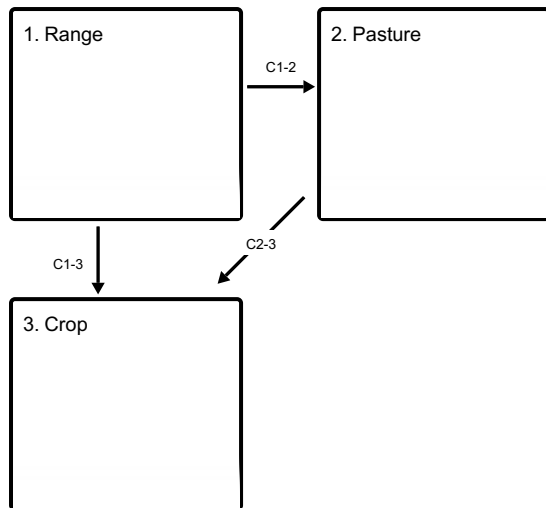 1. Range
2. Pasture
C1-2
C2-3
C1-3
3. Crop